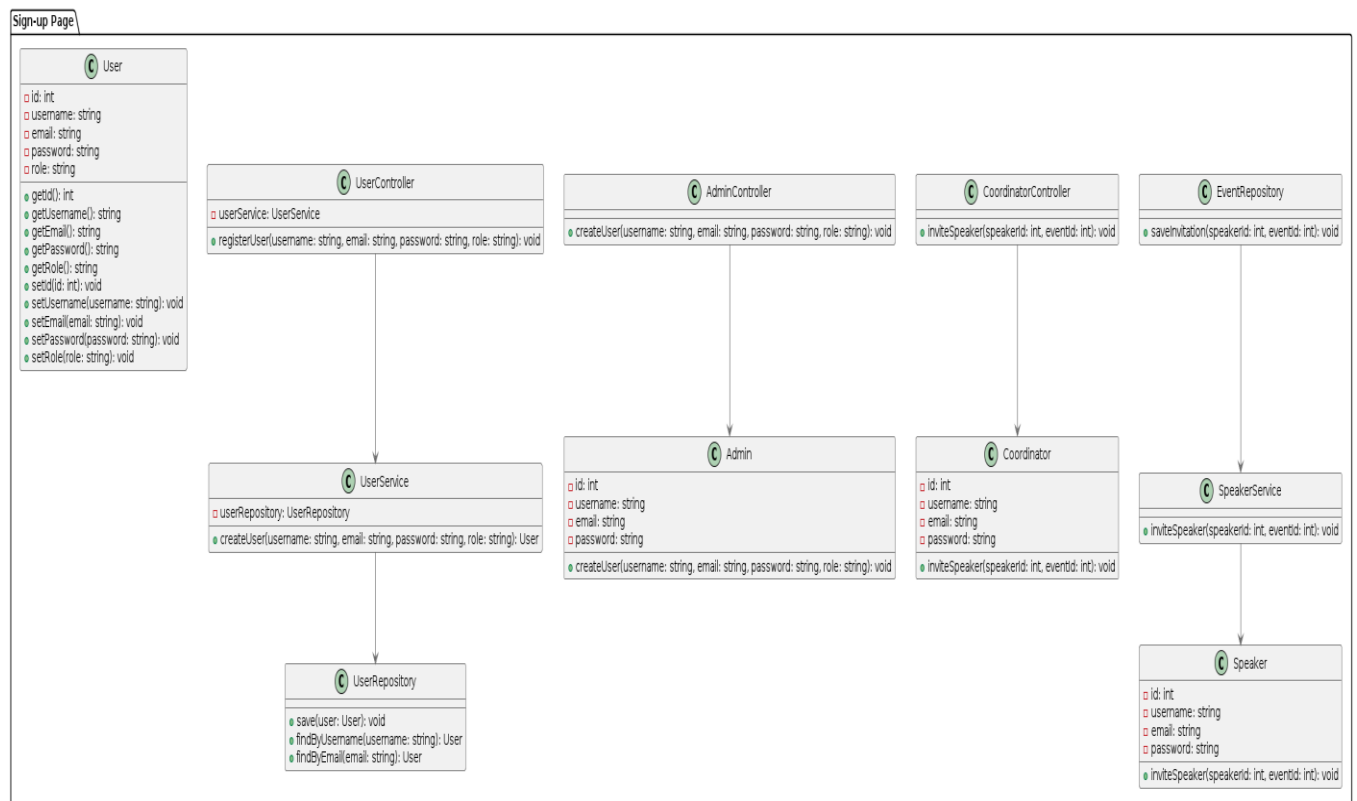 Sign-up Page
C User
id: int
username: string
email: string
password: string
role: string
getId(): int
getUsername(): string
getEmail(): string
getPassword(): string
getRole(): string
setId(id: int): void
setUsername(username: string): void
setEmail(email: string): void
setPassword(password: string): void
setRole(role: string): void
C UserController
userService: UserService
registerUser(username: string, email: string, password: string, role: string): void
C AdminController
createUser(username: string, email: string, password: string, role: string): void
C CoordinatorController
inviteSpeaker(speakerId: int, eventId: int): void
C EventRepository
saveInvitation(speakerId: int, eventId: int): void
C UserService
userRepository: UserRepository
createUser(username: string, email: string, password: string, role: string): User
C Admin
id: int
username: string
email: string
password: string
createUser(username: string, email: string, password: string, role: string): void
C Coordinator
id: int
username: string
email: string
password: string
inviteSpeaker(speakerId: int, eventId: int): void
C SpeakerService
inviteSpeaker(speakerId: int, eventId: int): void
C UserRepository
save(user: User): void
findByUsername(username: string): User
findByEmail(email: string): User
C Speaker
id: int
username: string
email: string
password: string
inviteSpeaker(speakerId: int, eventId: int): void